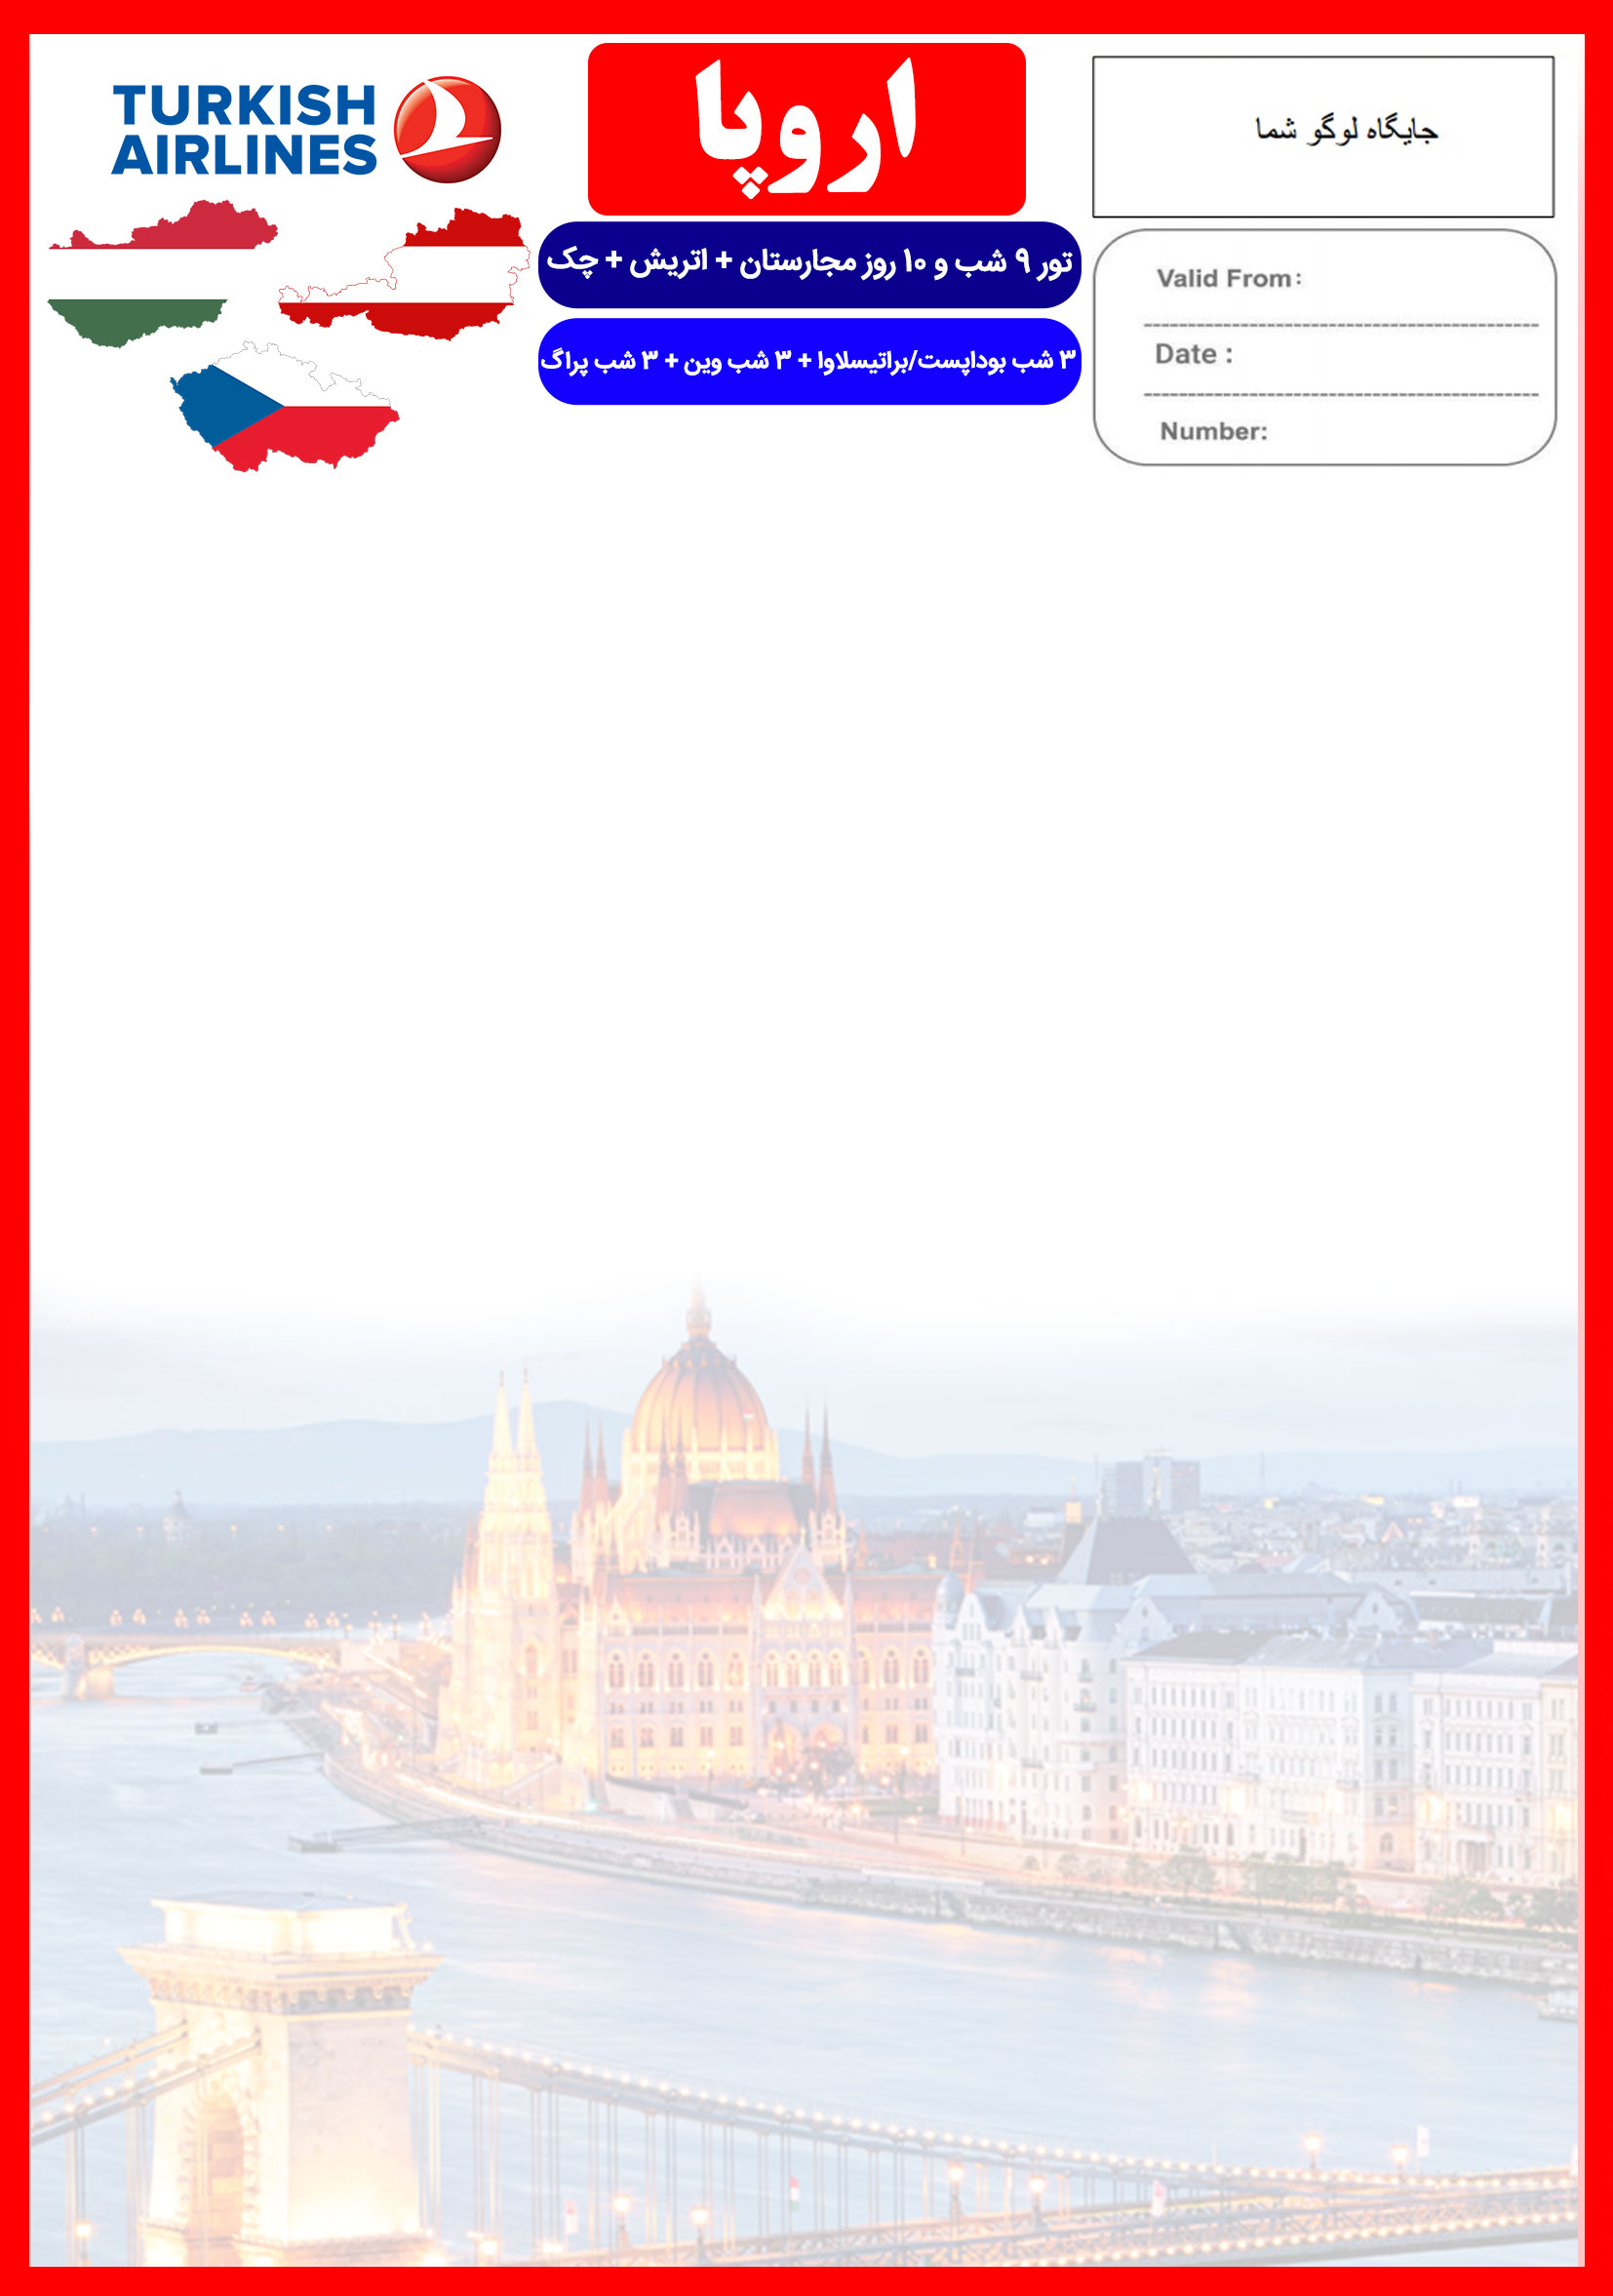 TURKISH
AIRLINES
اروپا
جایگاه لوگو شما
تور ۹ شب و ۱۰ روز مجارستان + اتریش + چک
۳ شب بوداپست/براتیسلاوا + ۳ شب وین + ۳ شب پراگ
Valid From:
Date :
Number: